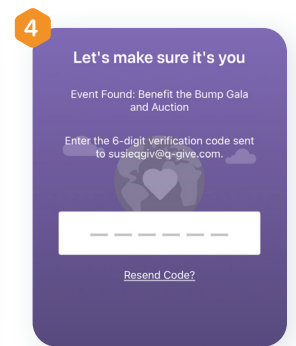 4
Let's make sure it's you
Event Found: Benefit the Bump Gala
and Auction
Enter the 6-digit verification code sent
to susieqgiv@q-give.com.
Resend Code?